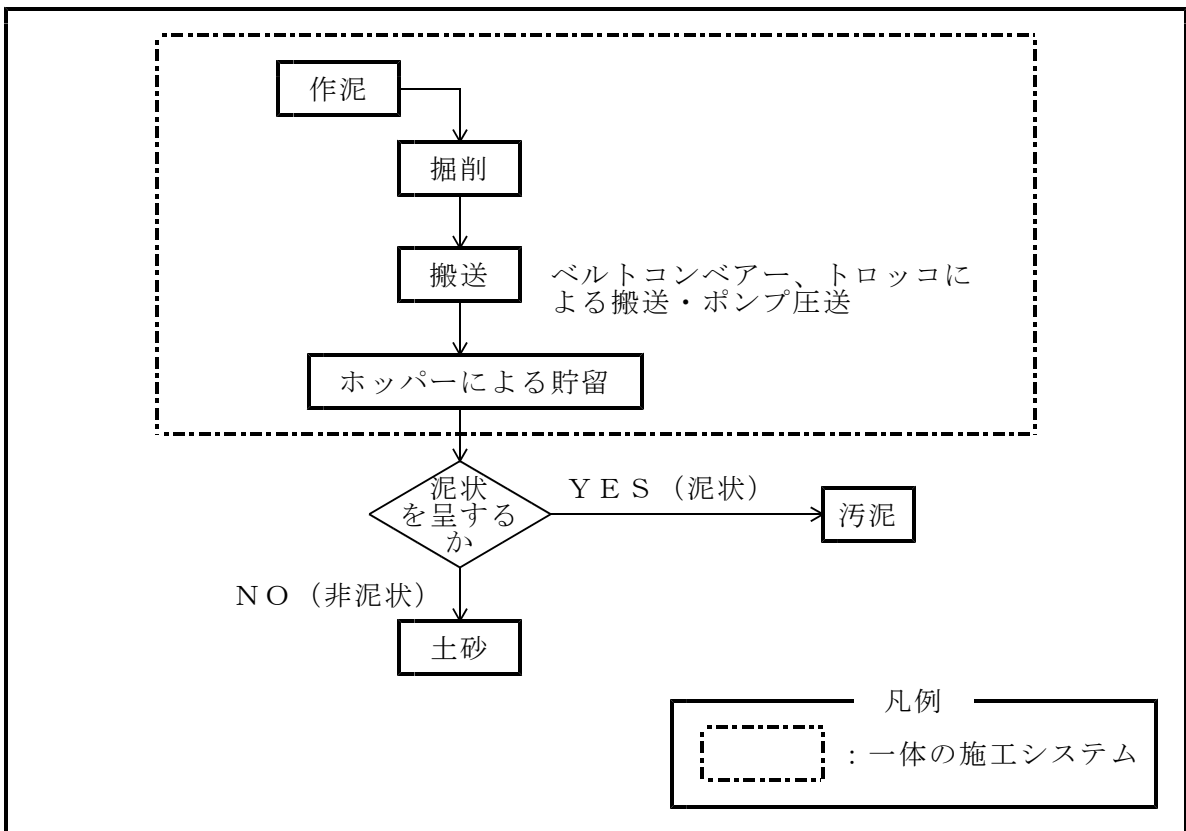 作泥
掘削
搬送
ベルトコンベアー、トロッコに
よる搬送・ポンプ圧送
ホッパーによる貯留
泥状
を呈する
か
ＹＥＳ（泥状）
汚泥
ＮＯ（非泥状）
土砂
凡例
：一体の施工システム